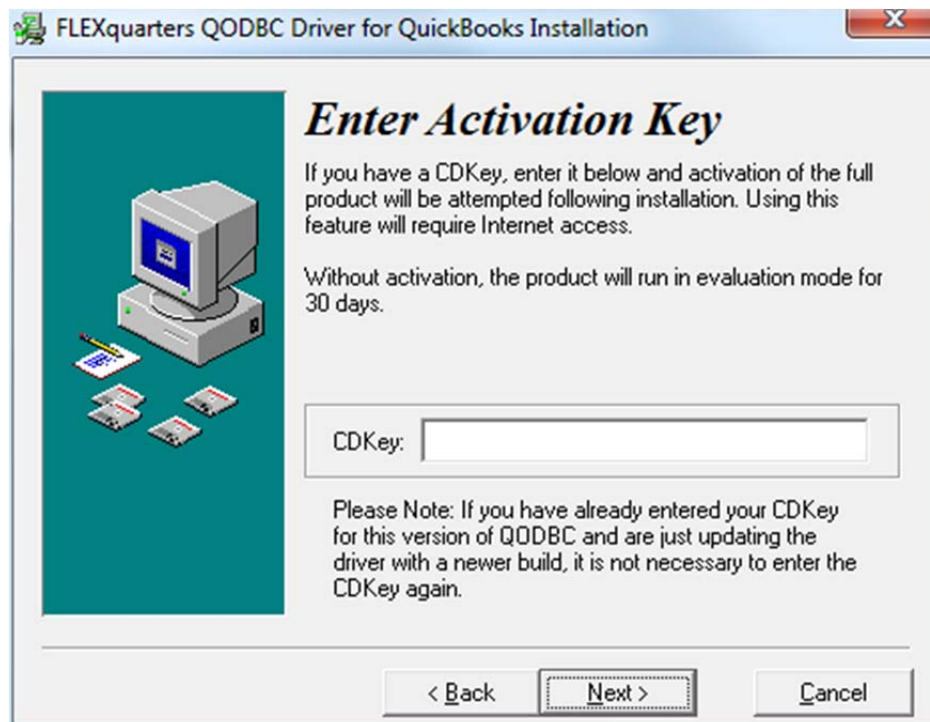 FLEXquarters QODBC Driver for QuickBooks Installation
Enter Activation Key
If you have a CDKey, enter it below and activation of the full
product will be attempted following installation. Using this
feature will require Internet access.
Without activation, the product will run in evaluation mode for
30 days.
CDKey:
Please Note: If you have already entered your CDKey
for this version of QODBC and are just updating the
driver with a newer build, it is not necessary to enter the
CDKey again.
< Back
Next >
Cancel